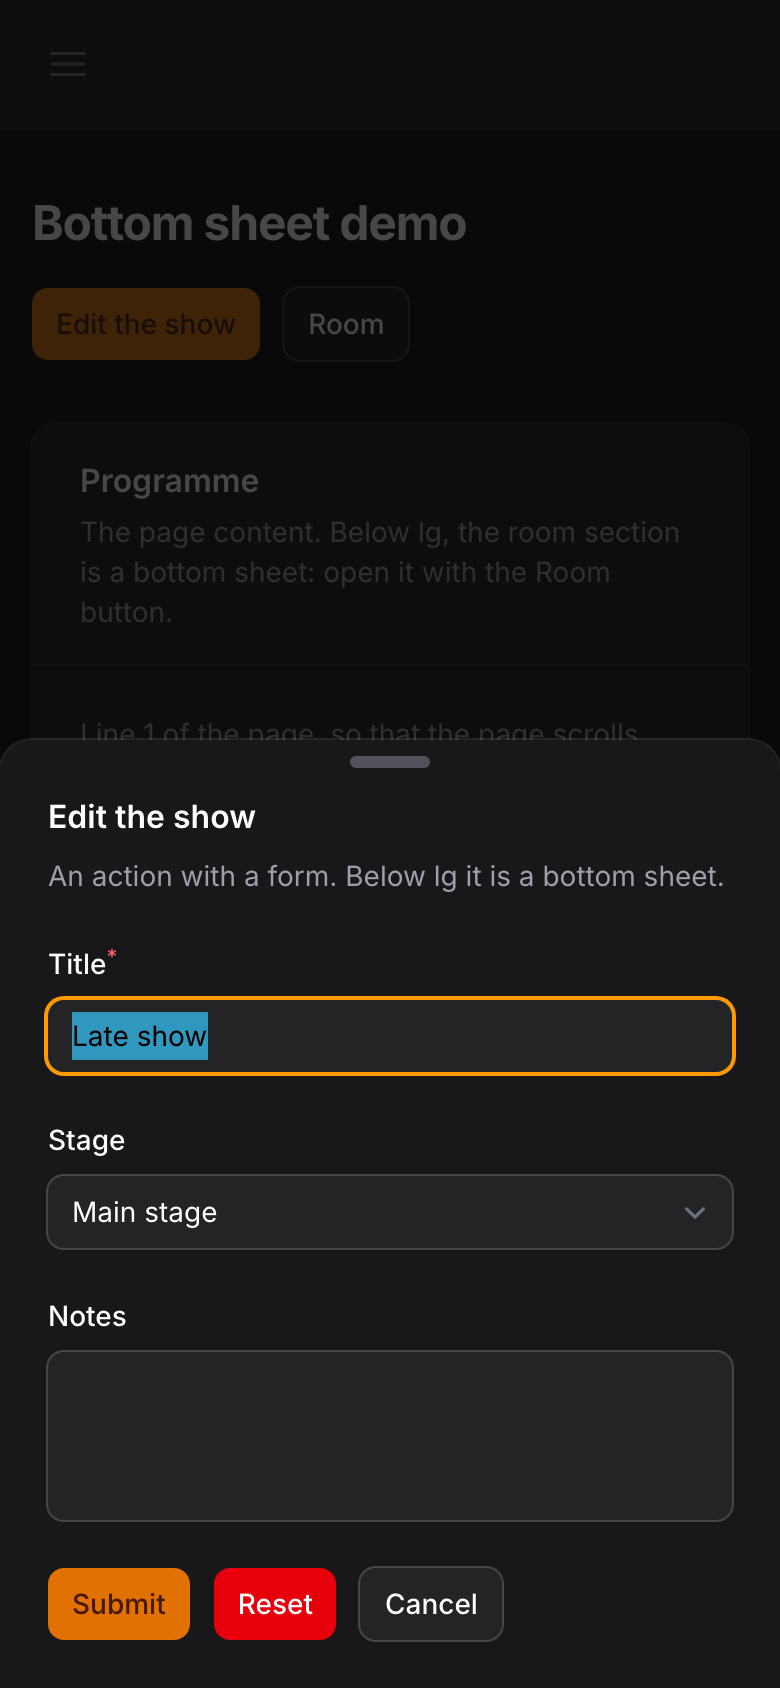 Bottom sheet demo
Edit the show
Room
Programme
The page content. Below lg, the room section
is a bottom sheet: open it with the Room
button.
Line 1 of the page, so that the page scrolls
Edit the show
An action with a form. Below lg it is a bottom sheet.
Title*
Late show
Stage
Main stage
Notes
Submit
Reset
Cancel